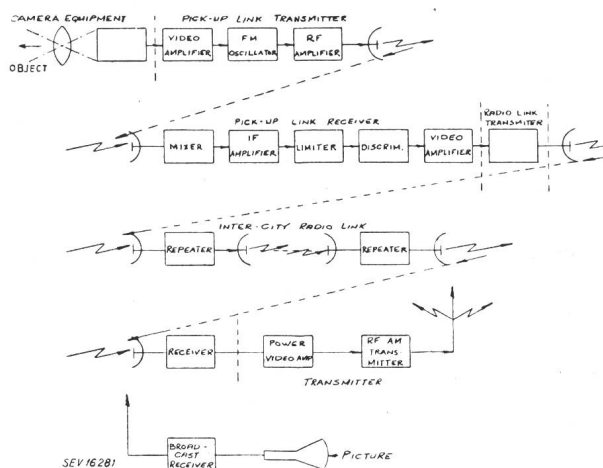 CAMERA EQUIPMENT
PICK-UP LINK TRANSMITTER
OBJECT
VIDEO
AMPLIFIER
FM
OSCILLATOR
RF
AMPLIFIER
PICK-UP LINK RECEIVER
RADIO LINK
TRANSMITER
MIXER
IF
AMPLIFIER
LIMITER
DISCRIM.
VIDEO
AMPLIFIER
INTER-CITY RADIO LINK
REPEATER
REPEATER
RECEIVER
POWER
VIDEO AMP
RF AM
TRANS-
MITTER
TRANSMITTER
BROAD-
CAST
RECEIVER
PICTURE
SEV 16281